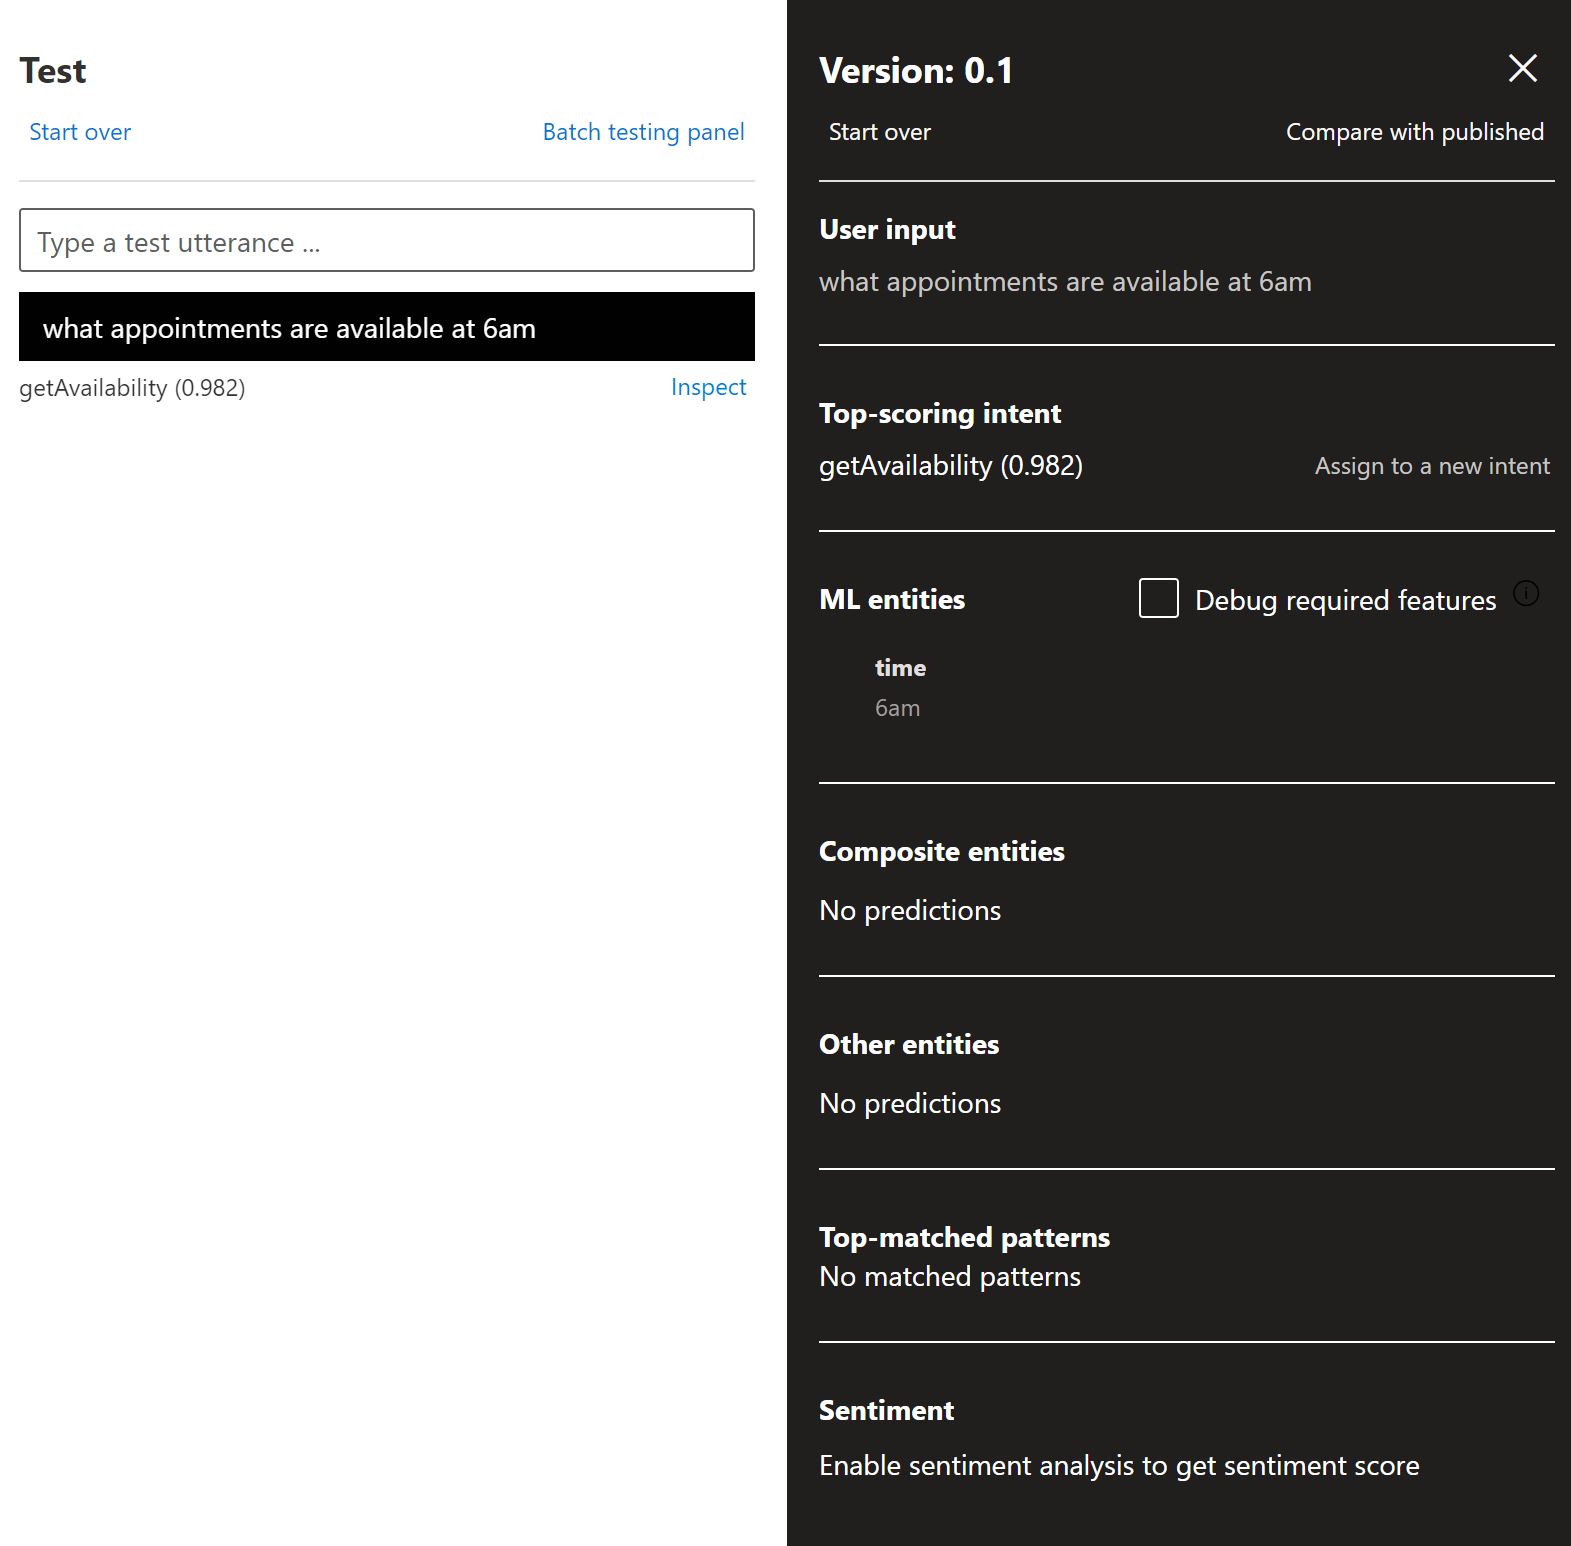 Test
Start over
Batch testing panel
Type a test utterance ...
what appointments are available at 6am
getAvailability (0.982)
Inspect
Version: 0.1
Start over
Compare with published
User input
what appointments are available at 6am
Top-scoring intent
getAvailability (0.982)
Assign to a new intent
ML entities
Debug required features
time
6am
Composite entities
No predictions
Other entities
No predictions
Top-matched patterns
No matched patterns
Sentiment
Enable sentiment analysis to get sentiment score